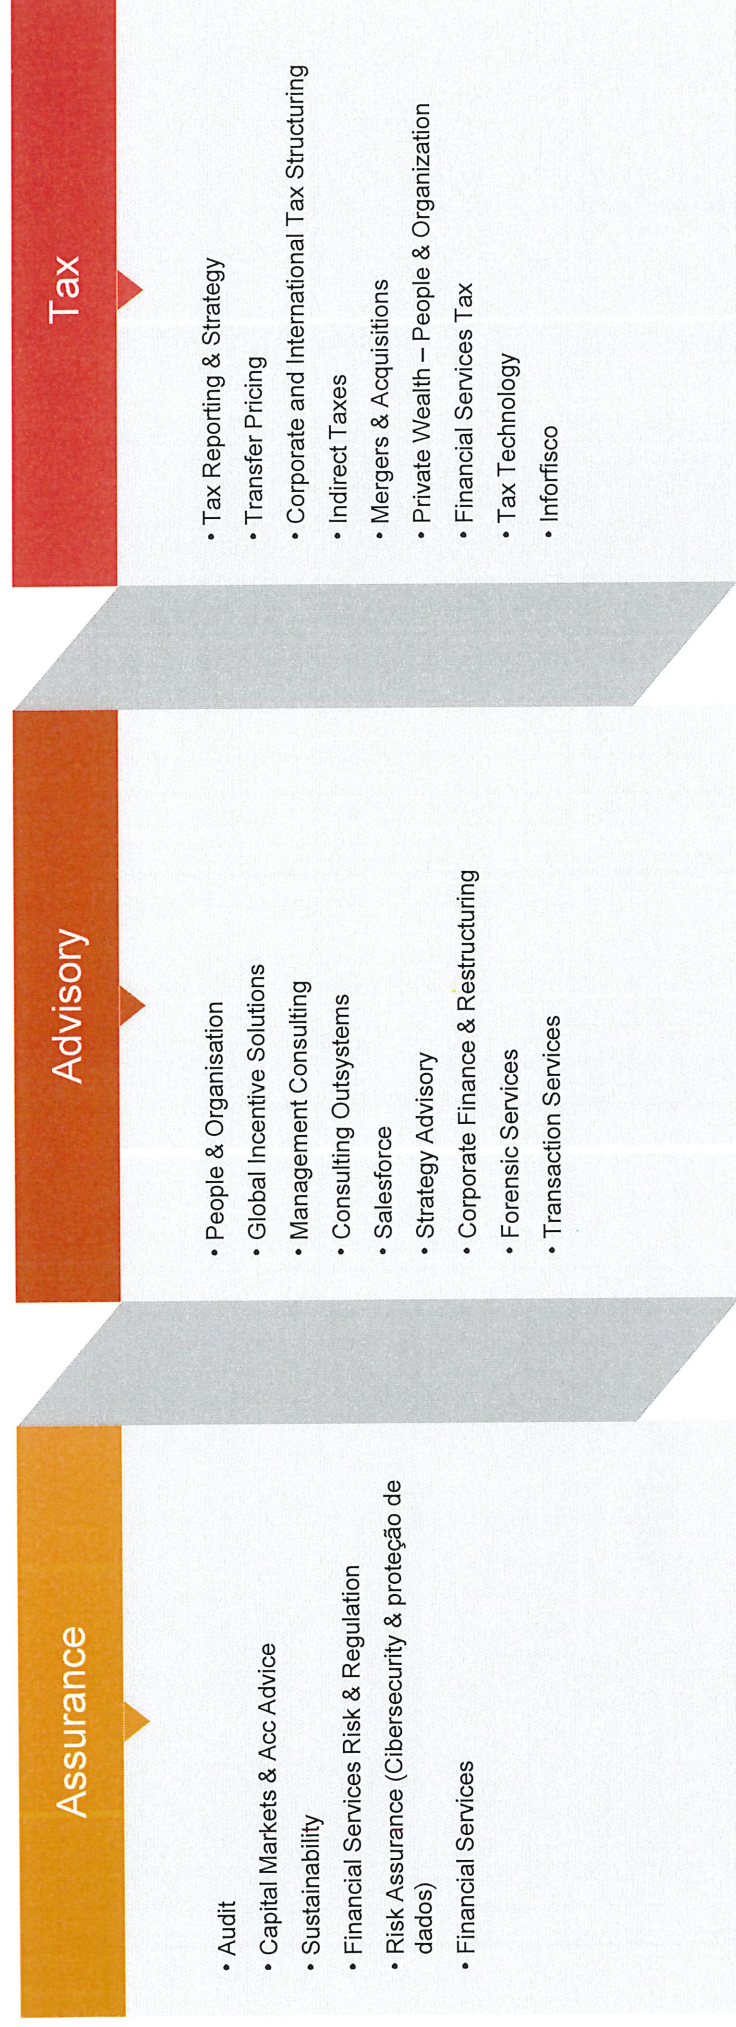 Assurance
• Audit
• Capital Markets & Acc Advice
• Sustainability
• Financial Services Risk & Regulation
• Risk Assurance (Cibersecurity & proteção de
dados)
• Financial Services
Advisory
• People & Organisation
• Global Incentive Solutions
• Management Consulting
• Consulting Outsystems
• Salesforce
• Strategy Advisory
• Corporate Finance & Restructuring
• Forensic Services
• Transaction Services
Tax
• Tax Reporting & Strategy
• Transfer Pricing
• Corporate and International Tax Structuring
• Indirect Taxes
• Mergers & Acquisitions
• Private Wealth – People & Organization
• Financial Services Tax
• Tax Technology
• Inforfisco